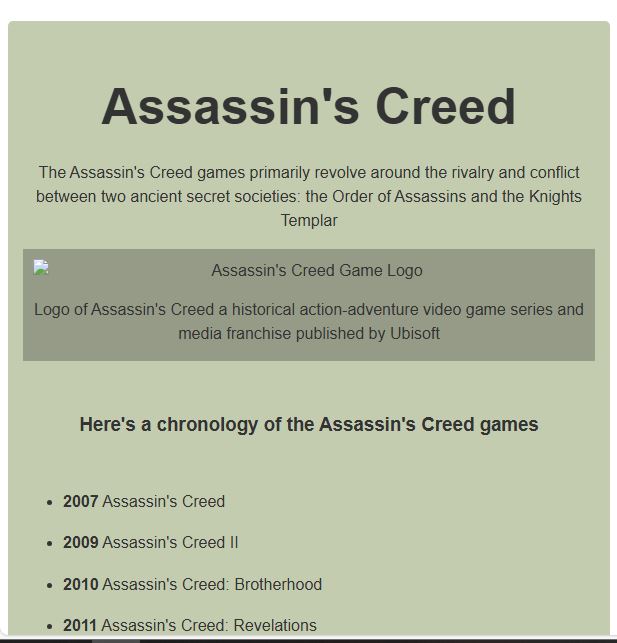 Assassin's Creed
The Assassin's Creed games primarily revolve around the rivalry and conflict
between two ancient secret societies: the Order of Assassins and the Knights
Templar
Assassin's Creed Game Logo
Logo of Assassin's Creed a historical action-adventure video game series and
media franchise published by Ubisoft
Here's a chronology of the Assassin's Creed games
• 2007 Assassin's Creed
• 2009 Assassin's Creed II
• 2010 Assassin's Creed: Brotherhood
• 2011 Assassin's Creed: Revelations